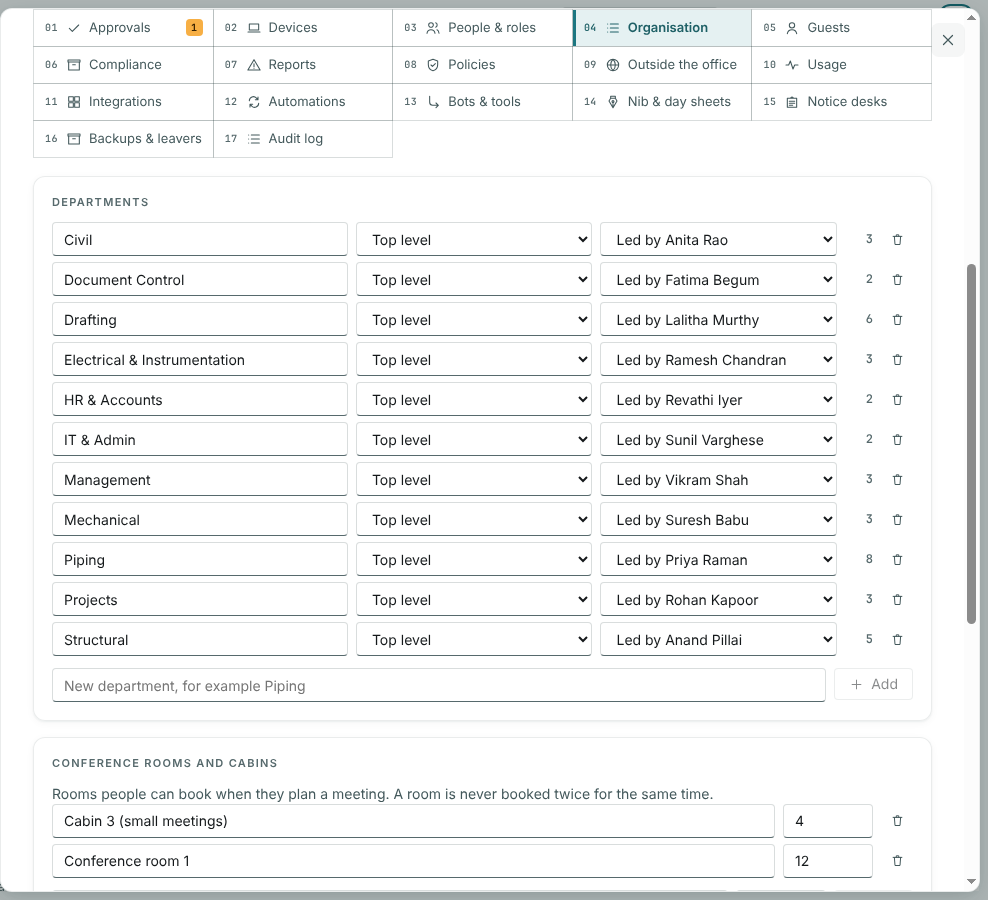 01 Approvals 1 02 Devices 03 People & roles 04 Organisation 05 Guests
06 Compliance 07 Reports 08 Policies 09 Outside the office 10 Usage
11 Integrations 12 Automations 13 Bots & tools 14 Nib & day sheets 15 Notice desks
16 Backups & leavers 17 Audit log
DEPARTMENTS
Civil Top level Led by Anita Rao 3
Document Control Top level Led by Fatima Begum 2
Drafting Top level Led by Lalitha Murthy 6
Electrical & Instrumentation Top level Led by Ramesh Chandran 3
HR & Accounts Top level Led by Revathi Iyer 2
IT & Admin Top level Led by Sunil Varghese 2
Management Top level Led by Vikram Shah 3
Mechanical Top level Led by Suresh Babu 3
Piping Top level Led by Priya Raman 8
Projects Top level Led by Rohan Kapoor 3
Structural Top level Led by Anand Pillai 5
New department, for example Piping + Add
CONFERENCE ROOMS AND CABINS
Rooms people can book when they plan a meeting. A room is never booked twice for the same time.
Cabin 3 (small meetings) 4
Conference room 1 12